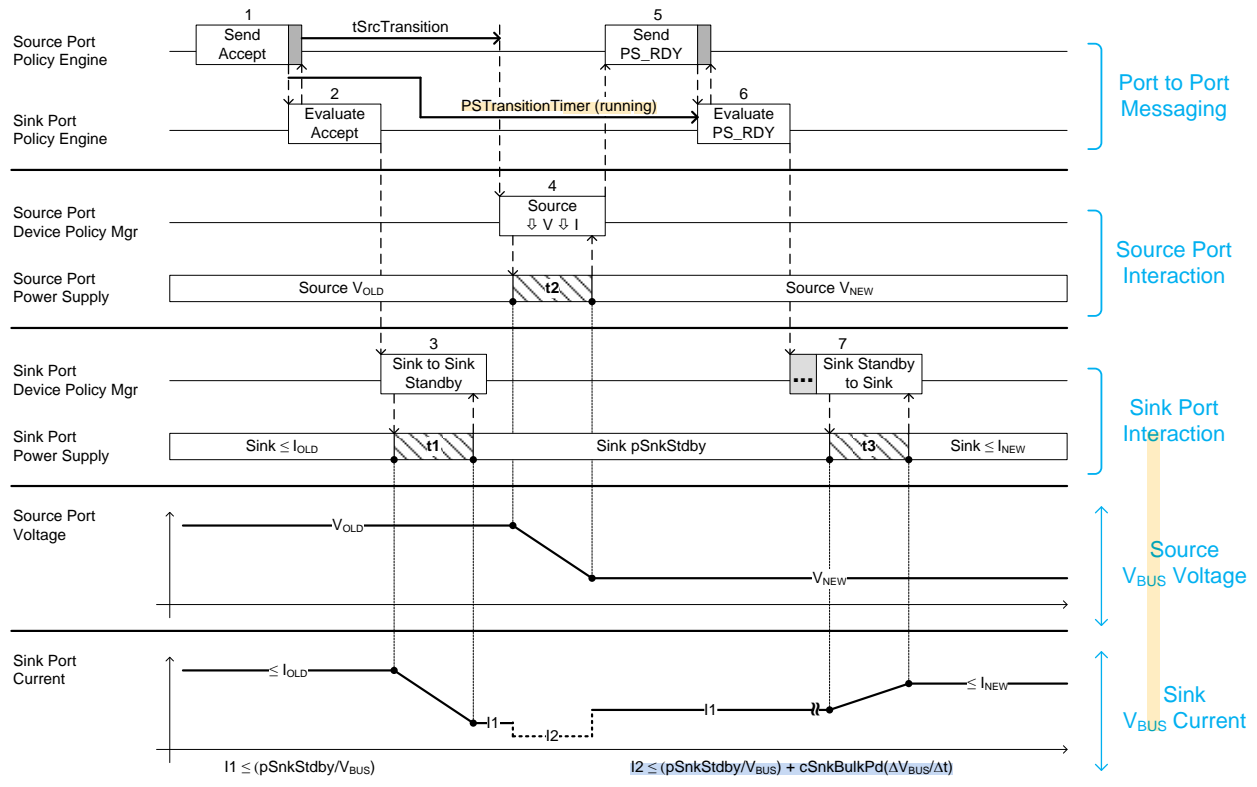 1
5
Source Port
Policy Engine
Send
Accept
tSrcTransition
Send
PS_RDY
2
6
Sink Port
Policy Engine
Evaluate
Accept
PSTransitionTimer (running)
Evaluate
PS_RDY
Port to Port
Messaging
4
Source Port
Device Policy Mgr
Source
⇩ V ⇩ I
Source Port
Power Supply
Source VOLD
t2
Source VNEW
Source Port
Interaction
3
7
Sink Port
Device Policy Mgr
Sink to Sink
Standby
...
Sink Standby
to Sink
Sink Port
Power Supply
Sink ≤ IOLD
t1
Sink pSnkStdby
t3
Sink ≤ INEW
Sink Port
Interaction
Source Port
Voltage
VOLD
VNEW
Source
VBUS Voltage
Sink Port
Current
≤ IOLD
I1
I2
I1
≤ INEW
Sink
VBUS Current
I1 ≤ (pSnkStdby/VBUS)
I2 ≤ (pSnkStdby/VBUS) + cSnkBulkPd(ΔVBUS/Δt)